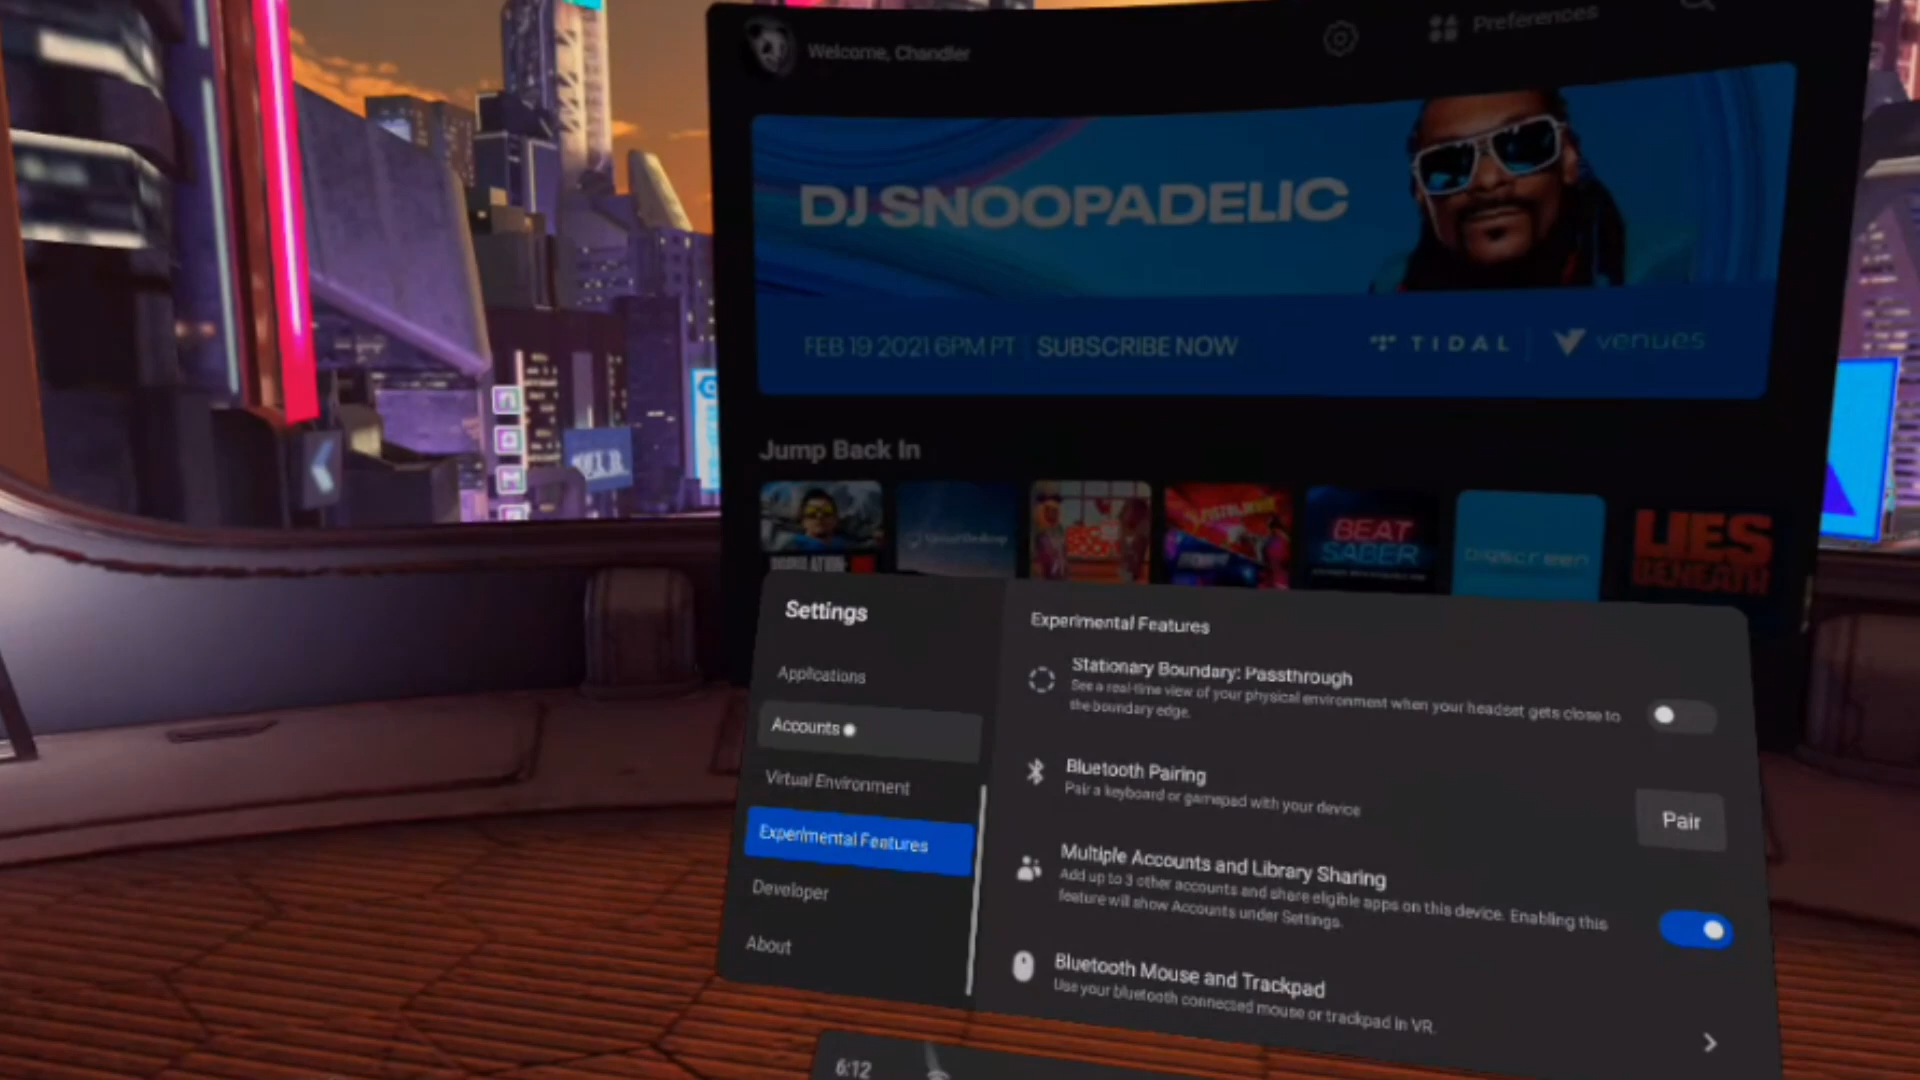 Welcome, Chandler
Preferences
DJ SNOOPADELIC
FEB 19 2021 6PM PT | SUBSCRIBE NOW
TIDAL | venues
Jump Back In
BEAT SABER
bigscreen
LIES BENEATH
Settings
Applications
Accounts
Virtual Environment
Experimental Features
Developer
About
Experimental Features
Stationary Boundary: Passthrough
See a real-time view of your physical environment when your headset gets close to
the boundary edge.
Bluetooth Pairing
Pair a keyboard or gamepad with your device
Pair
Multiple Accounts and Library Sharing
Add up to 3 other accounts and share eligible apps on this device. Enabling this
feature will show Accounts under Settings.
Bluetooth Mouse and Trackpad
Use your bluetooth connected mouse or trackpad in VR.
6:12